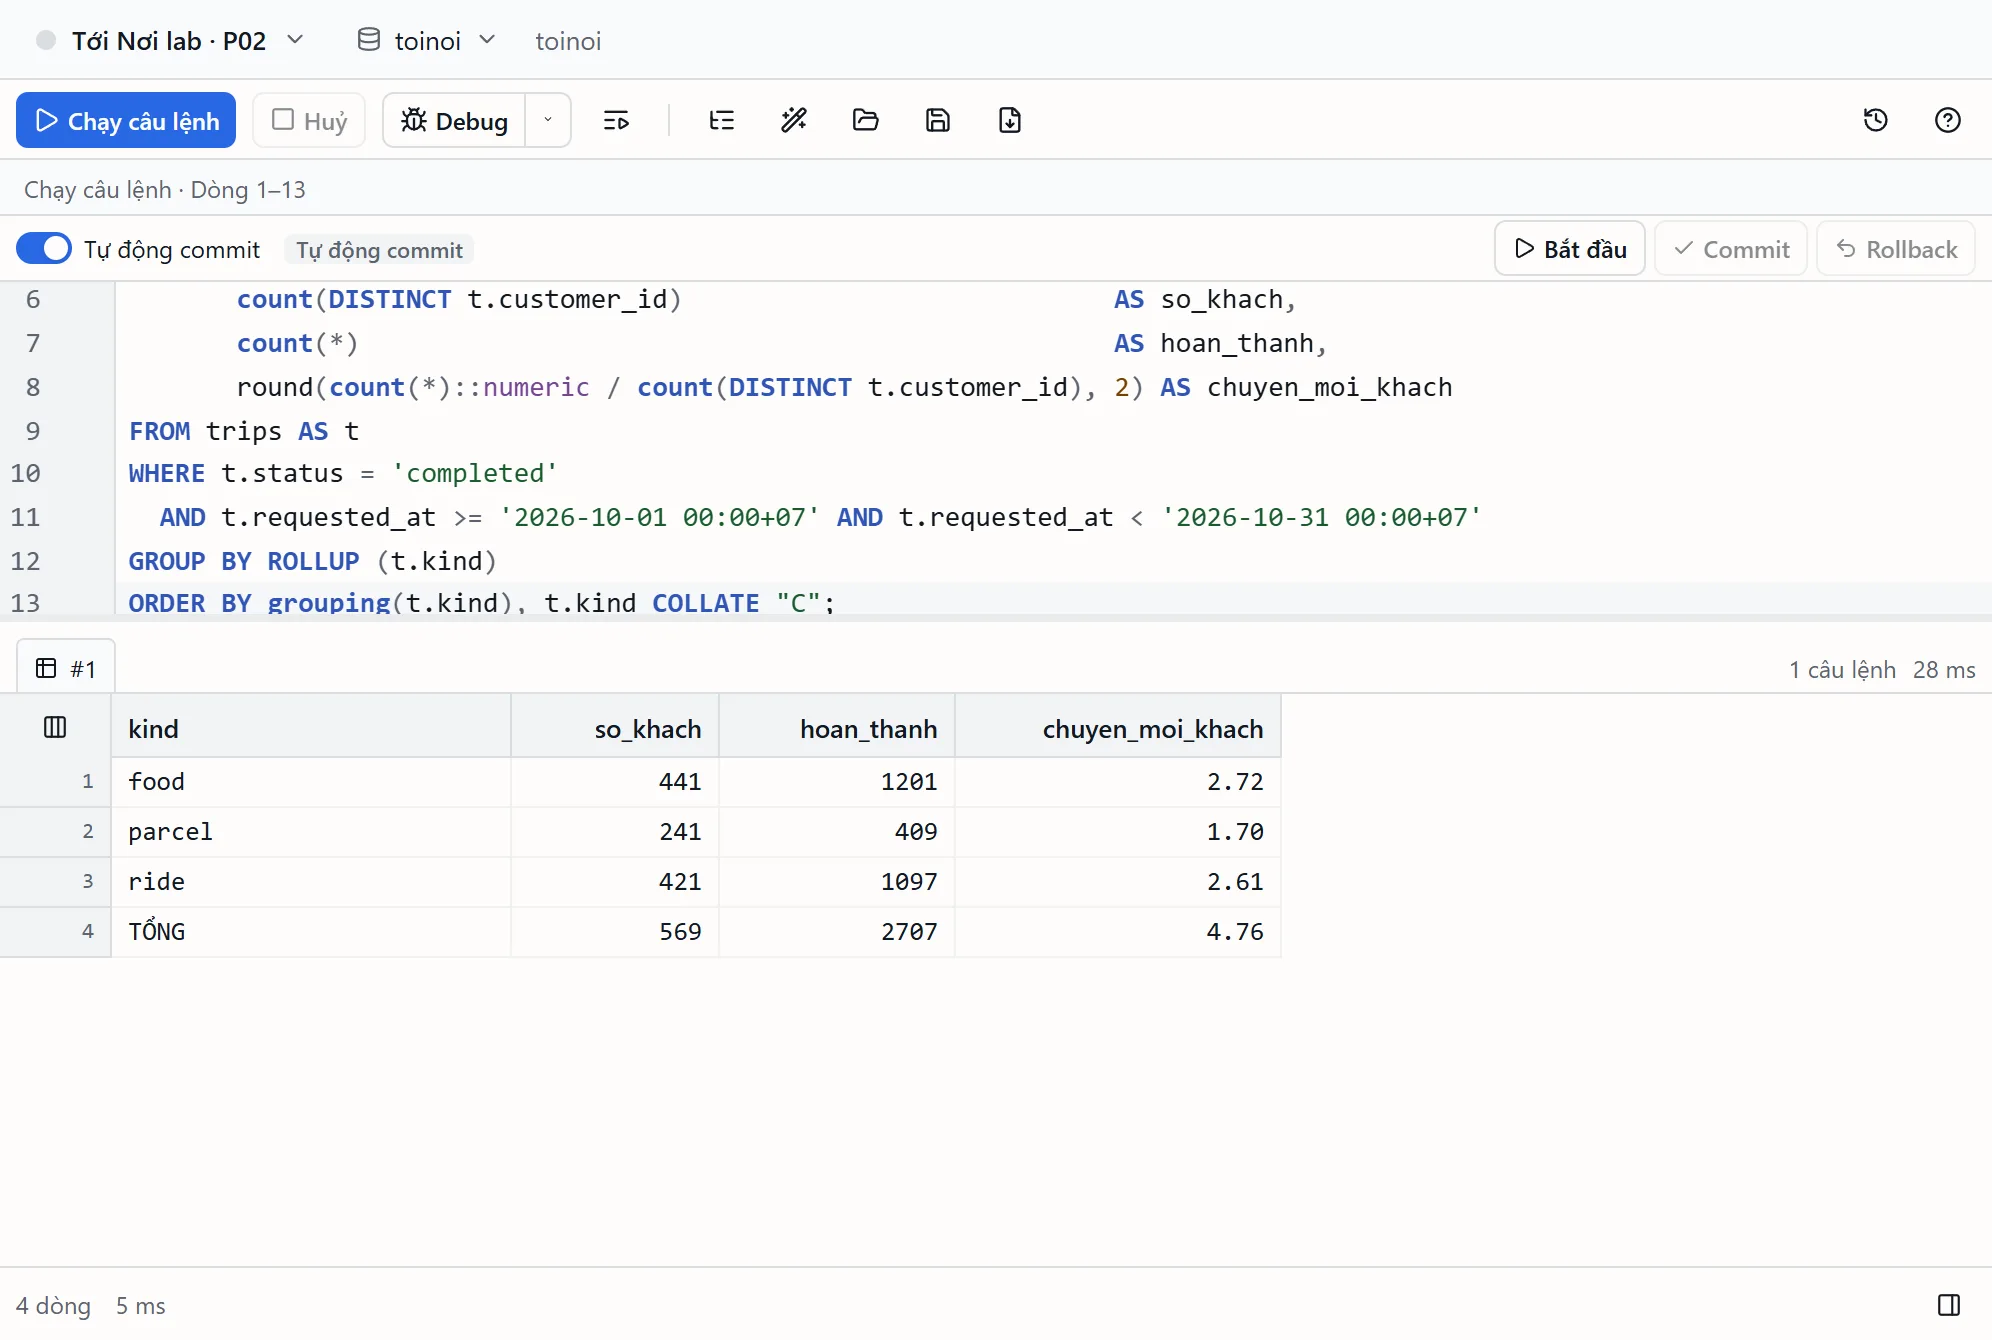 Tới Nơi lab · P02 toinoi toinoi
Chạy câu lệnh Huỷ Debug
Chạy câu lệnh · Dòng 1–13
Tự động commit Tự động commit Bắt đầu Commit Rollback
6 count(DISTINCT t.customer_id) AS so_khach,
7 count(*) AS hoan_thanh,
8 round(count(*)::numeric / count(DISTINCT t.customer_id), 2) AS chuyen_moi_khach
9 FROM trips AS t
10 WHERE t.status = 'completed'
11 AND t.requested_at >= '2026-10-01 00:00+07' AND t.requested_at < '2026-10-31 00:00+07'
12 GROUP BY ROLLUP (t.kind)
13 ORDER BY grouping(t.kind), t.kind COLLATE "C";
#1 1 câu lệnh 28 ms
kind so_khach hoan_thanh chuyen_moi_khach
1 food 441 1201 2.72
2 parcel 241 409 1.70
3 ride 421 1097 2.61
4 TỔNG 569 2707 4.76
4 dòng 5 ms